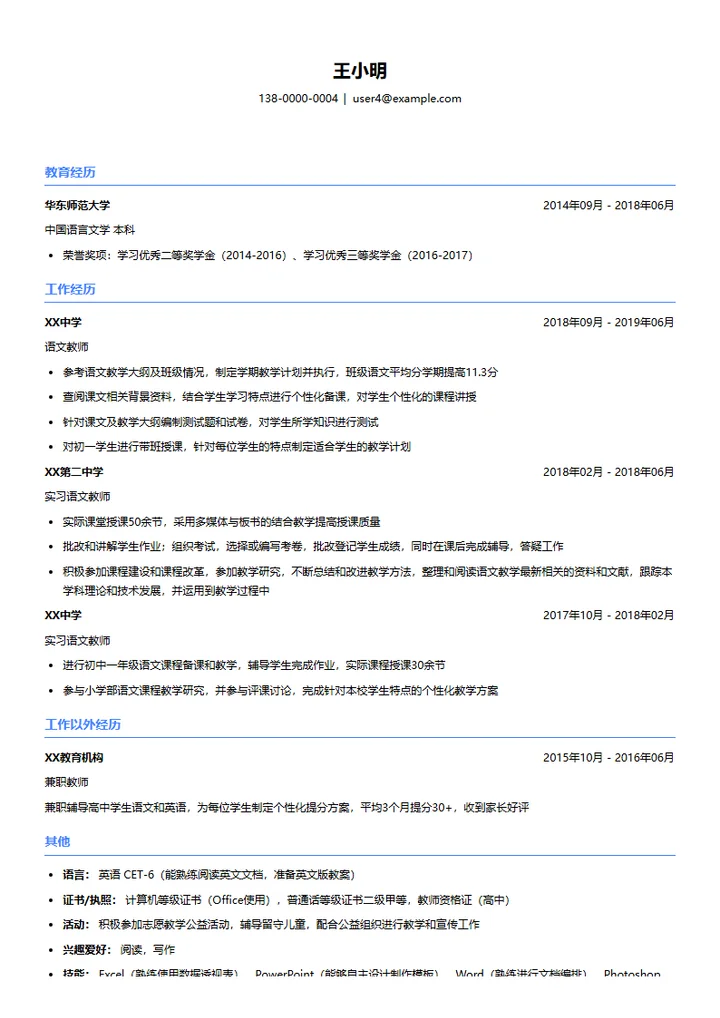 王小明
138-0000-0004 | user4@example.com
教育经历
华东师范大学 2014年09月 - 2018年06月
中国语言文学 本科
• 荣誉奖项：学习优秀二等奖学金（2014-2016）、学习优秀三等奖学金（2016-2017）
工作经历
XX中学 2018年09月 - 2019年06月
语文教师
• 参考语文教学大纲及班级情况，制定学期教学计划并执行，班级语文平均分学期提高11.3分
• 查阅课文相关背景资料，结合学生学习特点进行个性化备课，对学生个性化的课程讲授
• 针对课文及教学大纲编制测试题和试卷，对学生所学知识进行测试
• 对初一学生进行带班授课，针对每位学生的特点制定适合学生的教学计划
XX第二中学 2018年02月 - 2018年06月
实习语文教师
• 实际课堂授课50余节，采用多媒体与板书的结合教学提高授课质量
• 批改和讲解学生作业；组织考试，选择或编写考卷，批改登记学生成绩，同时在课后完成辅导，答疑工作
• 积极参加课程建设和课程改革，参加教学研究，不断总结和改进教学方法，整理和阅读语文教学最新相关的资料和文献，跟踪本
学科理论和技术发展，并运用到教学过程中
XX中学 2017年10月 - 2018年02月
实习语文教师
• 进行初中一年级语文课程备课和教学，辅导学生完成作业，实际课程授课30余节
• 参与小学部语文课程教学研究，并参与评课讨论，完成针对本校学生特点的个性化教学方案
工作以外经历
XX教育机构 2015年10月 - 2016年06月
兼职教师
兼职辅导高中学生语文和英语，为每位学生制定个性化提分方案，平均3个月提分30+，收到家长好评
其他
• 语言： 英语 CET-6（能熟练阅读英文文档，准备英文版教案）
• 证书/执照： 计算机等级证书（Office使用），普通话等级证书二级甲等，教师资格证（高中）
• 活动： 积极参加志愿教学公益活动，辅导留守儿童，配合公益组织进行教学和宣传工作
• 兴趣爱好： 阅读，写作
• 技能： Excel（熟练使用数据透视表）、PowerPoint（能够自主设计制作模板）、Word（熟练进行文档编排）、Photoshop